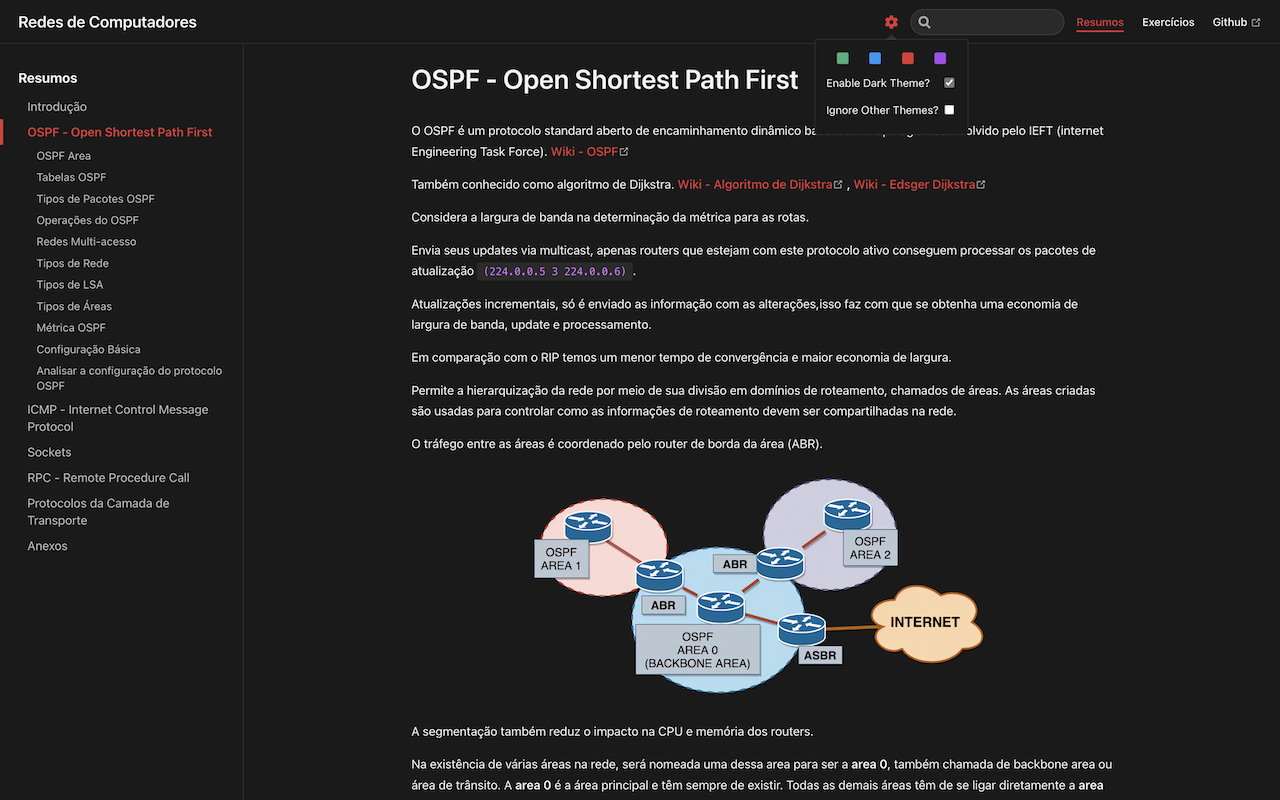 Redes de Computadores
Resumos
Exercícios
Github
Enable Dark Theme?
Ignore Other Themes?
Resumos
Introdução
OSPF - Open Shortest Path First
OSPF Area
Tabelas OSPF
Tipos de Pacotes OSPF
Operações do OSPF
Redes Multi-acesso
Tipos de Rede
Tipos de LSA
Tipos de Áreas
Métrica OSPF
Configuração Básica
Analisar a configuração do protocolo
OSPF
ICMP - Internet Control Message
Protocol
Sockets
RPC - Remote Procedure Call
Protocolos da Camada de
Transporte
Anexos
OSPF - Open Shortest Path First
O OSPF é um protocolo standard aberto de encaminhamento dinâmico olvido pelo IEFT (internet
Engineering Task Force). Wiki - OSPF
Também conhecido como algoritmo de Dijkstra. Wiki - Algoritmo de Dijkstra , Wiki - Edsger Dijkstra
Considera a largura de banda na determinação da métrica para as rotas.
Envia seus updates via multicast, apenas routers que estejam com este protocolo ativo conseguem processar os pacotes de
atualização (224.0.0.5 3 224.0.0.6) .
Atualizações incrementais, só é enviado as informação com as alterações,isso faz com que se obtenha uma economia de
largura de banda, update e processamento.
Em comparação com o RIP temos um menor tempo de convergência e maior economia de largura.
Permite a hierarquização da rede por meio de sua divisão em domínios de roteamento, chamados de áreas. As áreas criadas
são usadas para controlar como as informações de roteamento devem ser compartilhadas na rede.
O tráfego entre as áreas é coordenado pelo router de borda da área (ABR).
OSPF
AREA 1
ABR
ABR
OSPF
AREA 2
OSPF
AREA 0
(BACKBONE AREA)
ASBR
INTERNET
A segmentação também reduz o impacto na CPU e memória dos routers.
Na existência de várias áreas na rede, será nomeada uma dessa area para ser a area 0, também chamada de backbone area ou
área de trânsito. A area 0 é a área principal e têm sempre de existir. Todas as demais áreas têm de se ligar diretamente a area